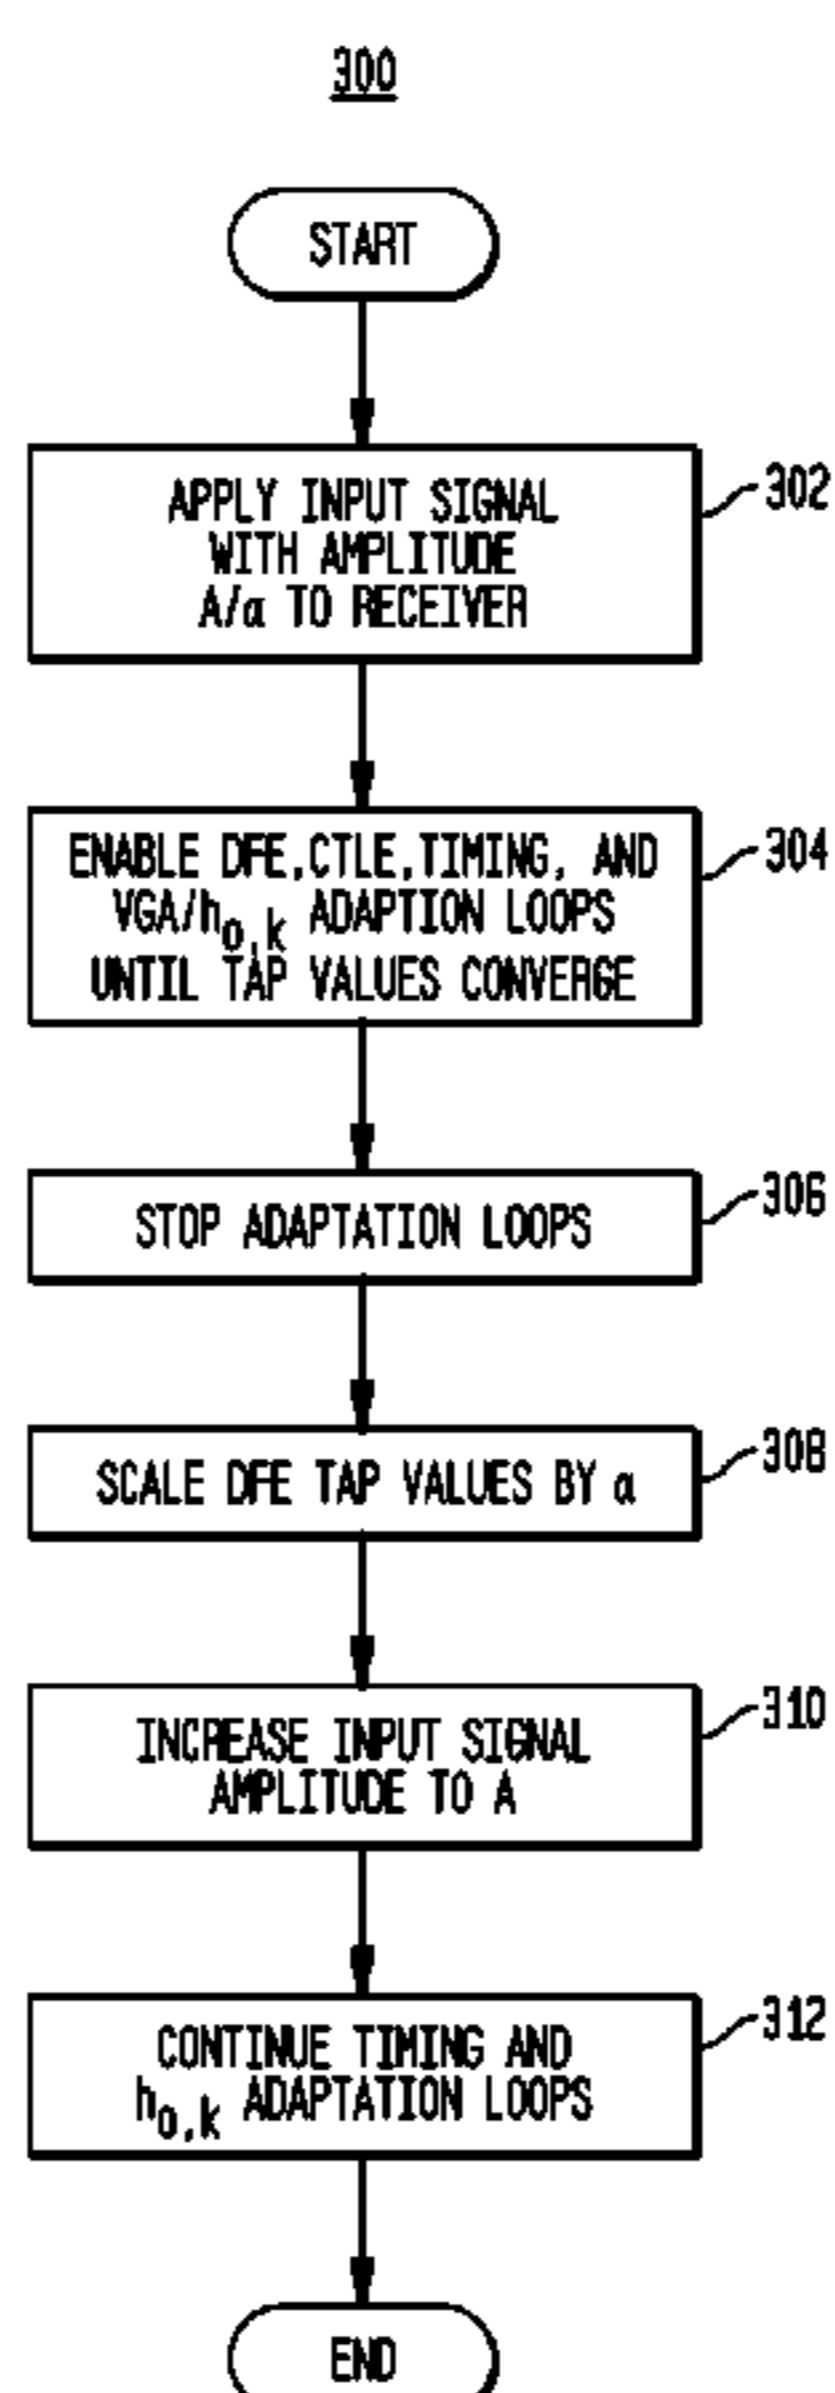 300
START
APPLY INPUT SIGNAL
WITH AMPLITUDE
A/α TO RECEIVER
302
ENABLE DFE,CTLE,TIMING, AND
VGA/h0,k ADAPTION LOOPS
UNTIL TAP VALUES CONVERGE
304
STOP ADAPTATION LOOPS
306
SCALE DFE TAP VALUES BY α
308
INCREASE INPUT SIGNAL
AMPLITUDE TO A
310
CONTINUE TIMING AND
h0,k ADAPTATION LOOPS
312
END